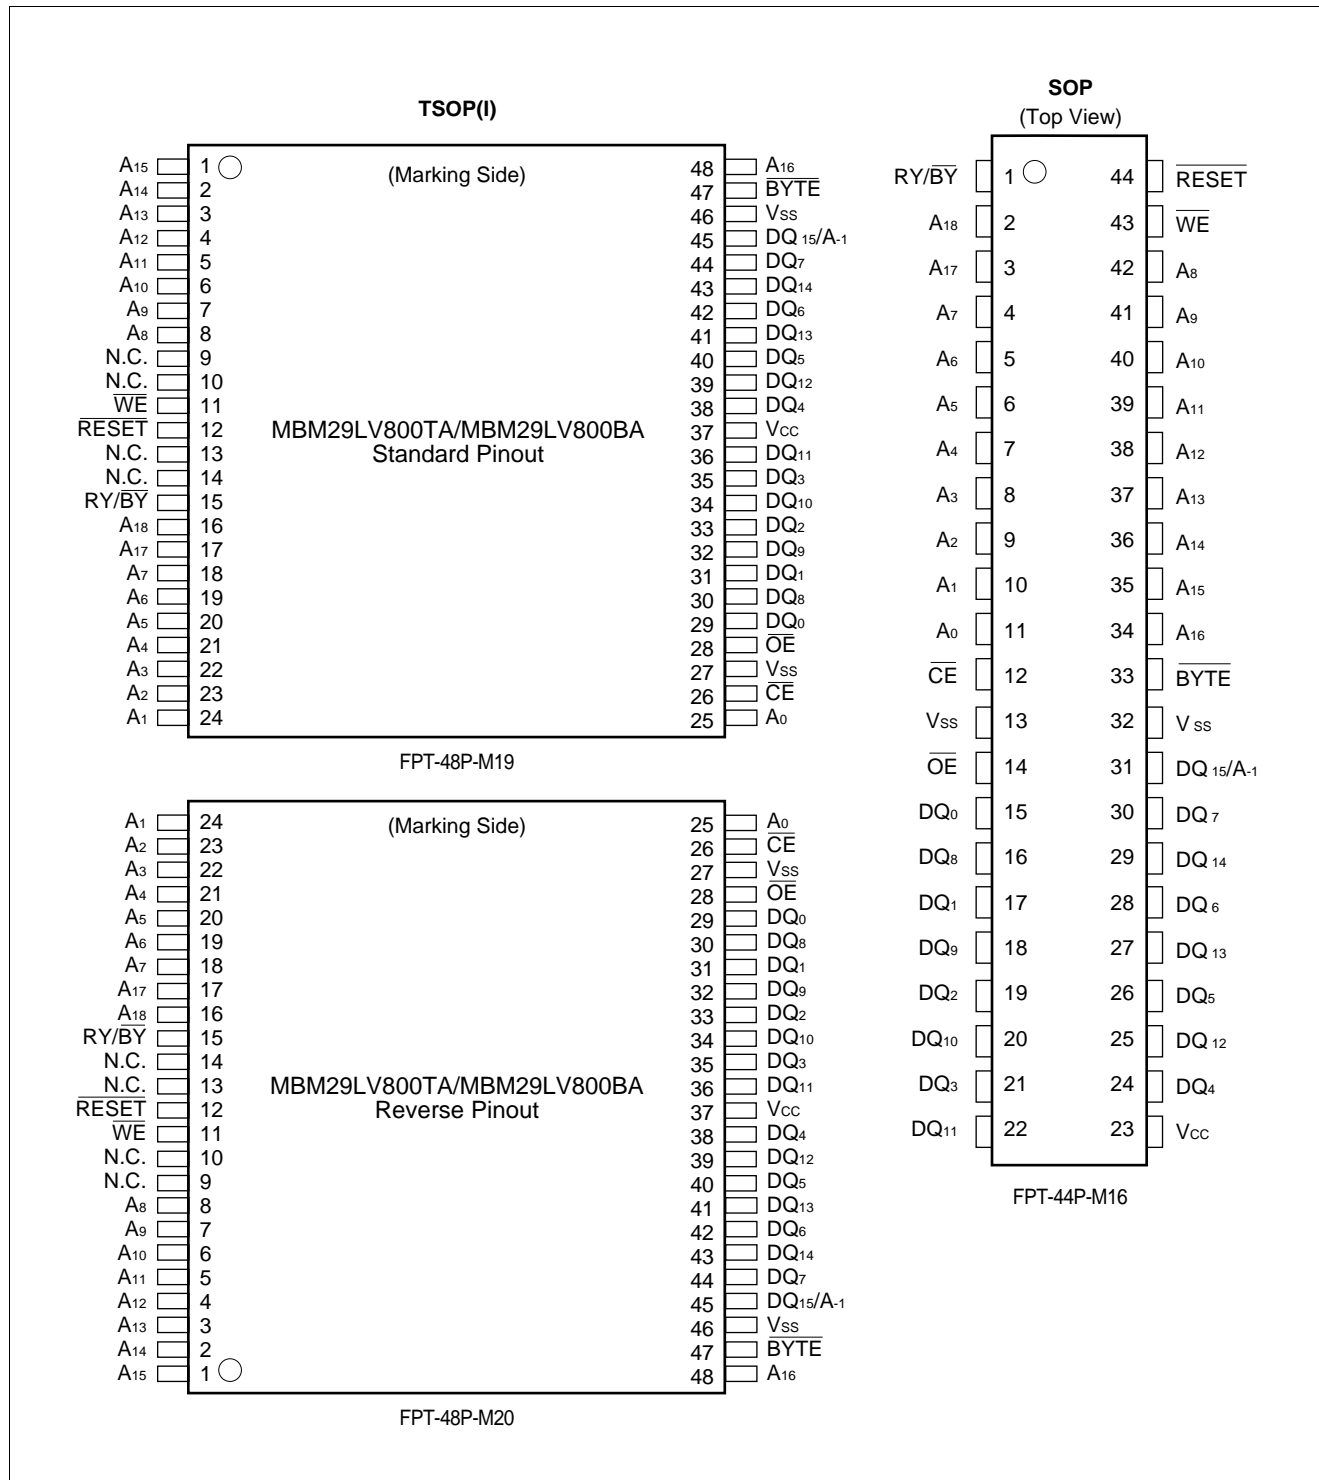 TSOP(I)
(Marking Side)
A15 1 48 A16
A14 2 47 BYTE
A13 3 46 VSS
A12 4 45 DQ15/A-1
A11 5 44 DQ7
A10 6 43 DQ14
A9 7 42 DQ6
A8 8 41 DQ13
N.C. 9 40 DQ5
N.C. 10 39 DQ12
WE 11 38 DQ4
RESET 12 37 VCC
N.C. 13 36 DQ11
N.C. 14 35 DQ3
RY/BY 15 34 DQ10
A18 16 33 DQ2
A17 17 32 DQ9
A7 18 31 DQ1
A6 19 30 DQ8
A5 20 29 DQ0
A4 21 28 OE
A3 22 27 VSS
A2 23 26 CE
A1 24 25 A0
MBM29LV800TA/MBM29LV800BA
Standard Pinout
FPT-48P-M19
(Marking Side)
A1 24 25 A0
A2 23 26 CE
A3 22 27 VSS
A4 21 28 OE
A5 20 29 DQ0
A6 19 30 DQ8
A7 18 31 DQ1
A17 17 32 DQ9
A18 16 33 DQ2
RY/BY 15 34 DQ10
N.C. 14 35 DQ3
N.C. 13 36 DQ11
RESET 12 37 VCC
WE 11 38 DQ4
N.C. 10 39 DQ12
N.C. 9 40 DQ5
A8 8 41 DQ13
A9 7 42 DQ6
A10 6 43 DQ14
A11 5 44 DQ7
A12 4 45 DQ15/A-1
A13 3 46 VSS
A14 2 47 BYTE
A15 1 48 A16
MBM29LV800TA/MBM29LV800BA
Reverse Pinout
FPT-48P-M20
SOP
(Top View)
RY/BY 1 44 RESET
A18 2 43 WE
A17 3 42 A8
A7 4 41 A9
A6 5 40 A10
A5 6 39 A11
A4 7 38 A12
A3 8 37 A13
A2 9 36 A14
A1 10 35 A15
A0 11 34 A16
CE 12 33 BYTE
VSS 13 32 VSS
OE 14 31 DQ15/A-1
DQ0 15 30 DQ7
DQ8 16 29 DQ14
DQ1 17 28 DQ6
DQ9 18 27 DQ13
DQ2 19 26 DQ5
DQ10 20 25 DQ12
DQ3 21 24 DQ4
DQ11 22 23 VCC
FPT-44P-M16